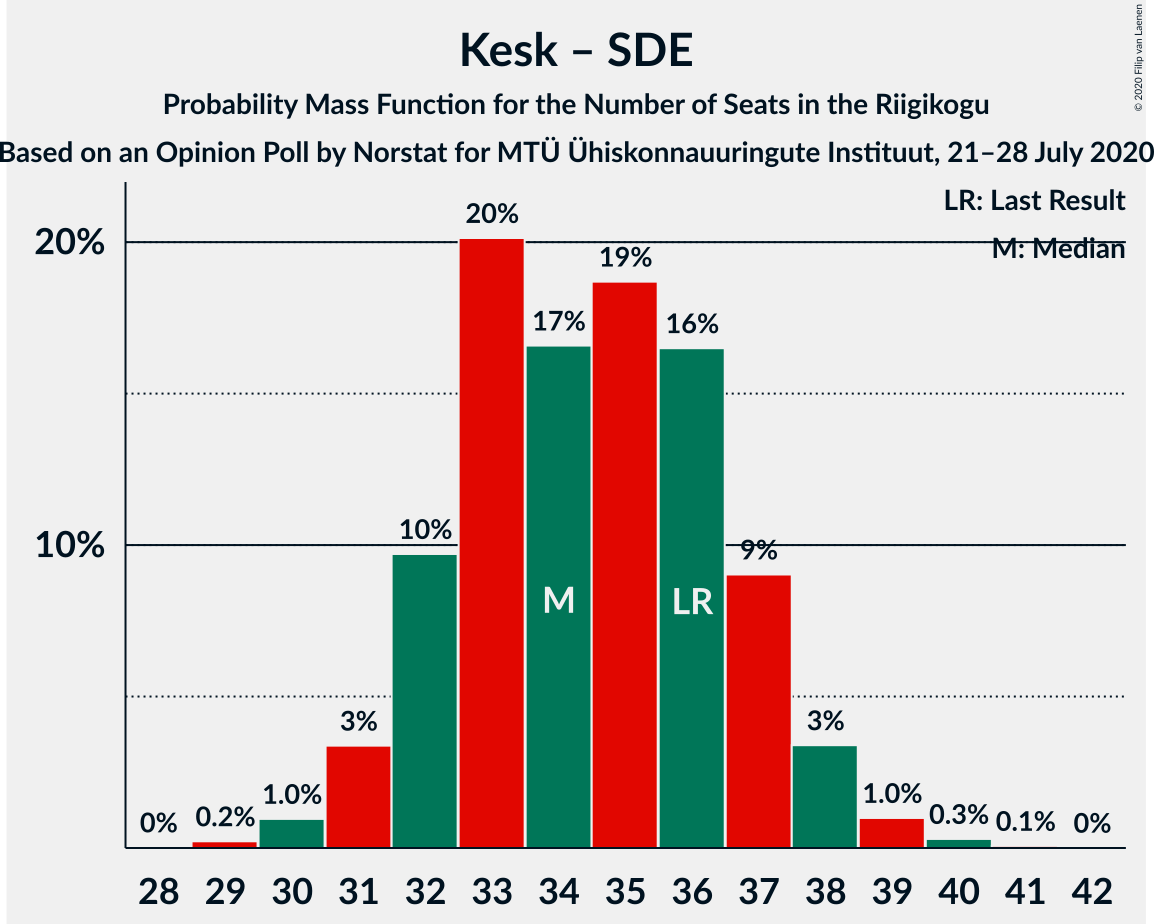 Kesk – SDE
Probability Mass Function for the Number of Seats in the Riigikogu
Based on an Opinion Poll by Norstat for MTÜ Ühiskonnauuringute Instituut, 21–28 July 2020
© 2020 Filip van Laenen
LR: Last Result
M: Median
20%
10%
0%
0.2%
1.0%
3%
10%
20%
17%
19%
16%
9%
3%
1.0%
0.3%
0.1%
0%
M
LR
28 29 30 31 32 33 34 35 36 37 38 39 40 41 42